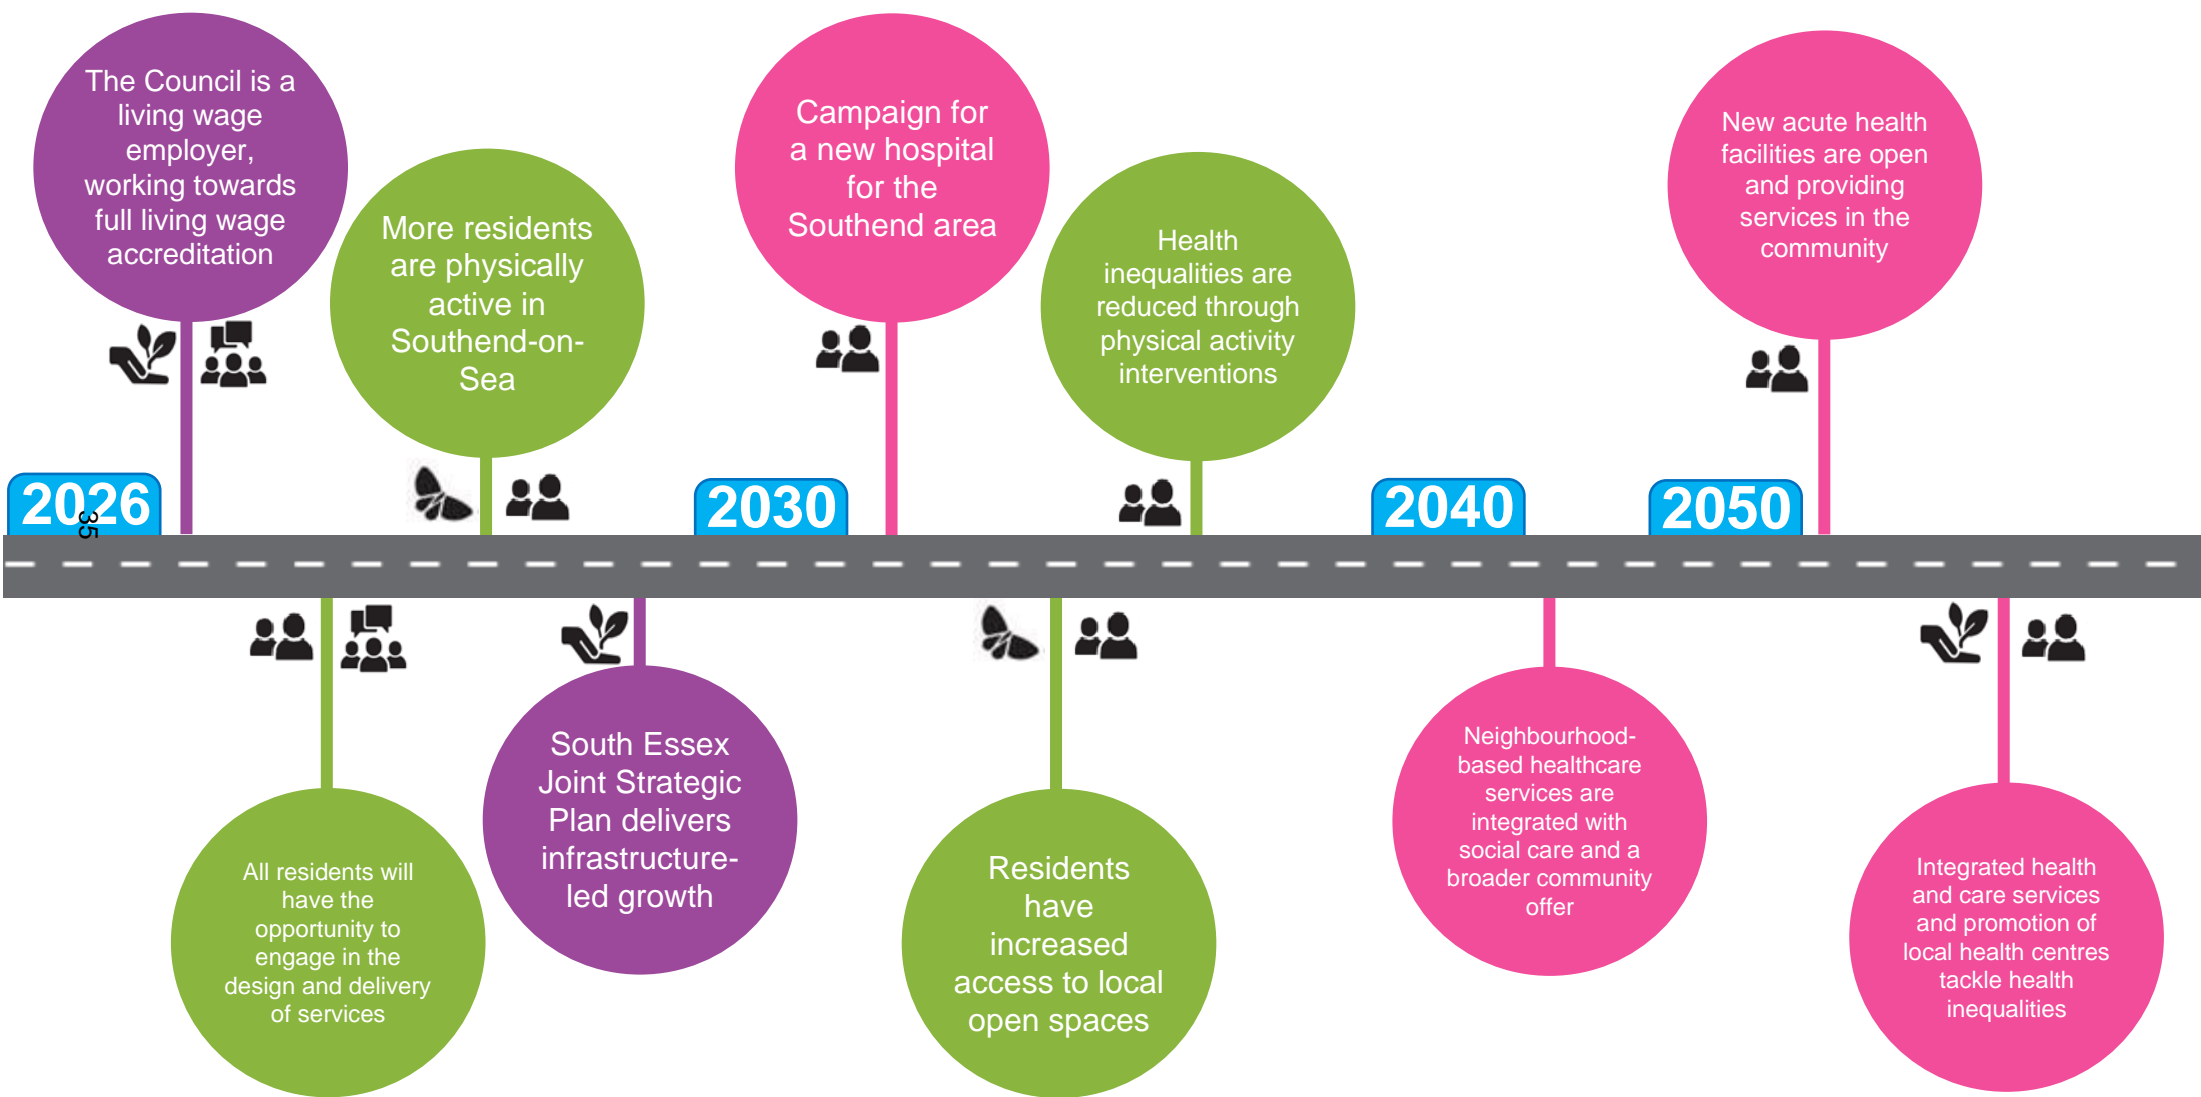 The Council is a
living wage
employer,
working towards
full living wage
accreditation
More residents
are physically
active in
Southend-on-
Sea
Campaign for
a new hospital
for the
Southend area
Health
inequalities are
reduced through
physical activity
interventions
New acute health
facilities are open
and providing
services in the
community
2026
35
2030
2040
2050
All residents will
have the
opportunity to
engage in the
design and delivery
of services
South Essex
Joint Strategic
Plan delivers
infrastructure-
led growth
Residents
have
increased
access to local
open spaces
Neighbourhood-
based healthcare
services are
integrated with
social care and a
broader community
offer
Integrated health
and care services
and promotion of
local health centres
tackle health
inequalities